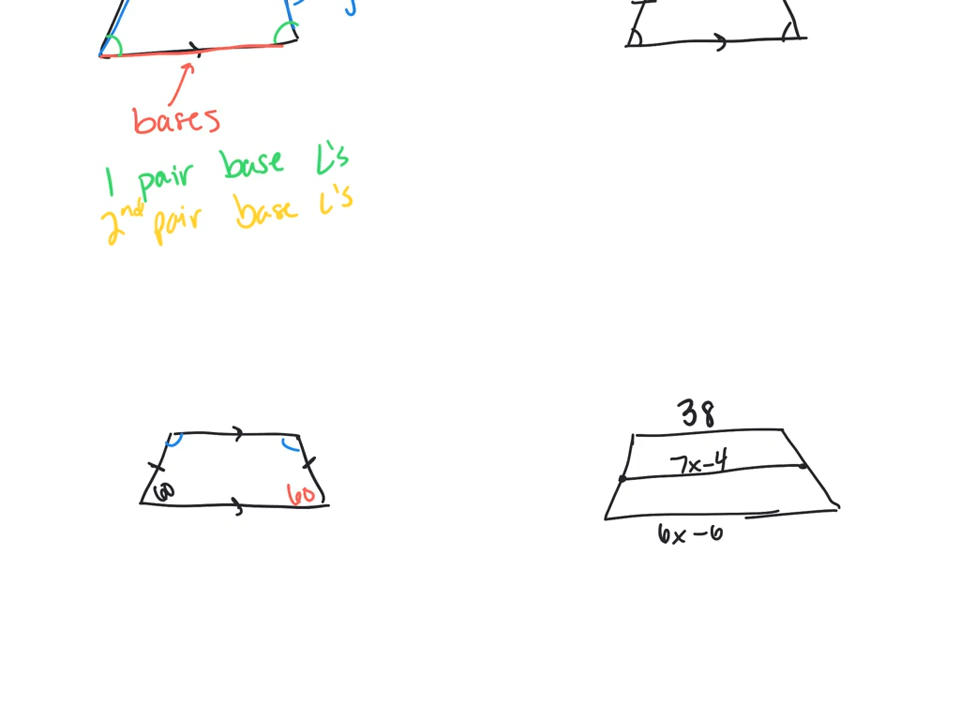 bases
1 pair base ∠'s
2nd pair base ∠'s
60 60
38
7x-4
6x-6